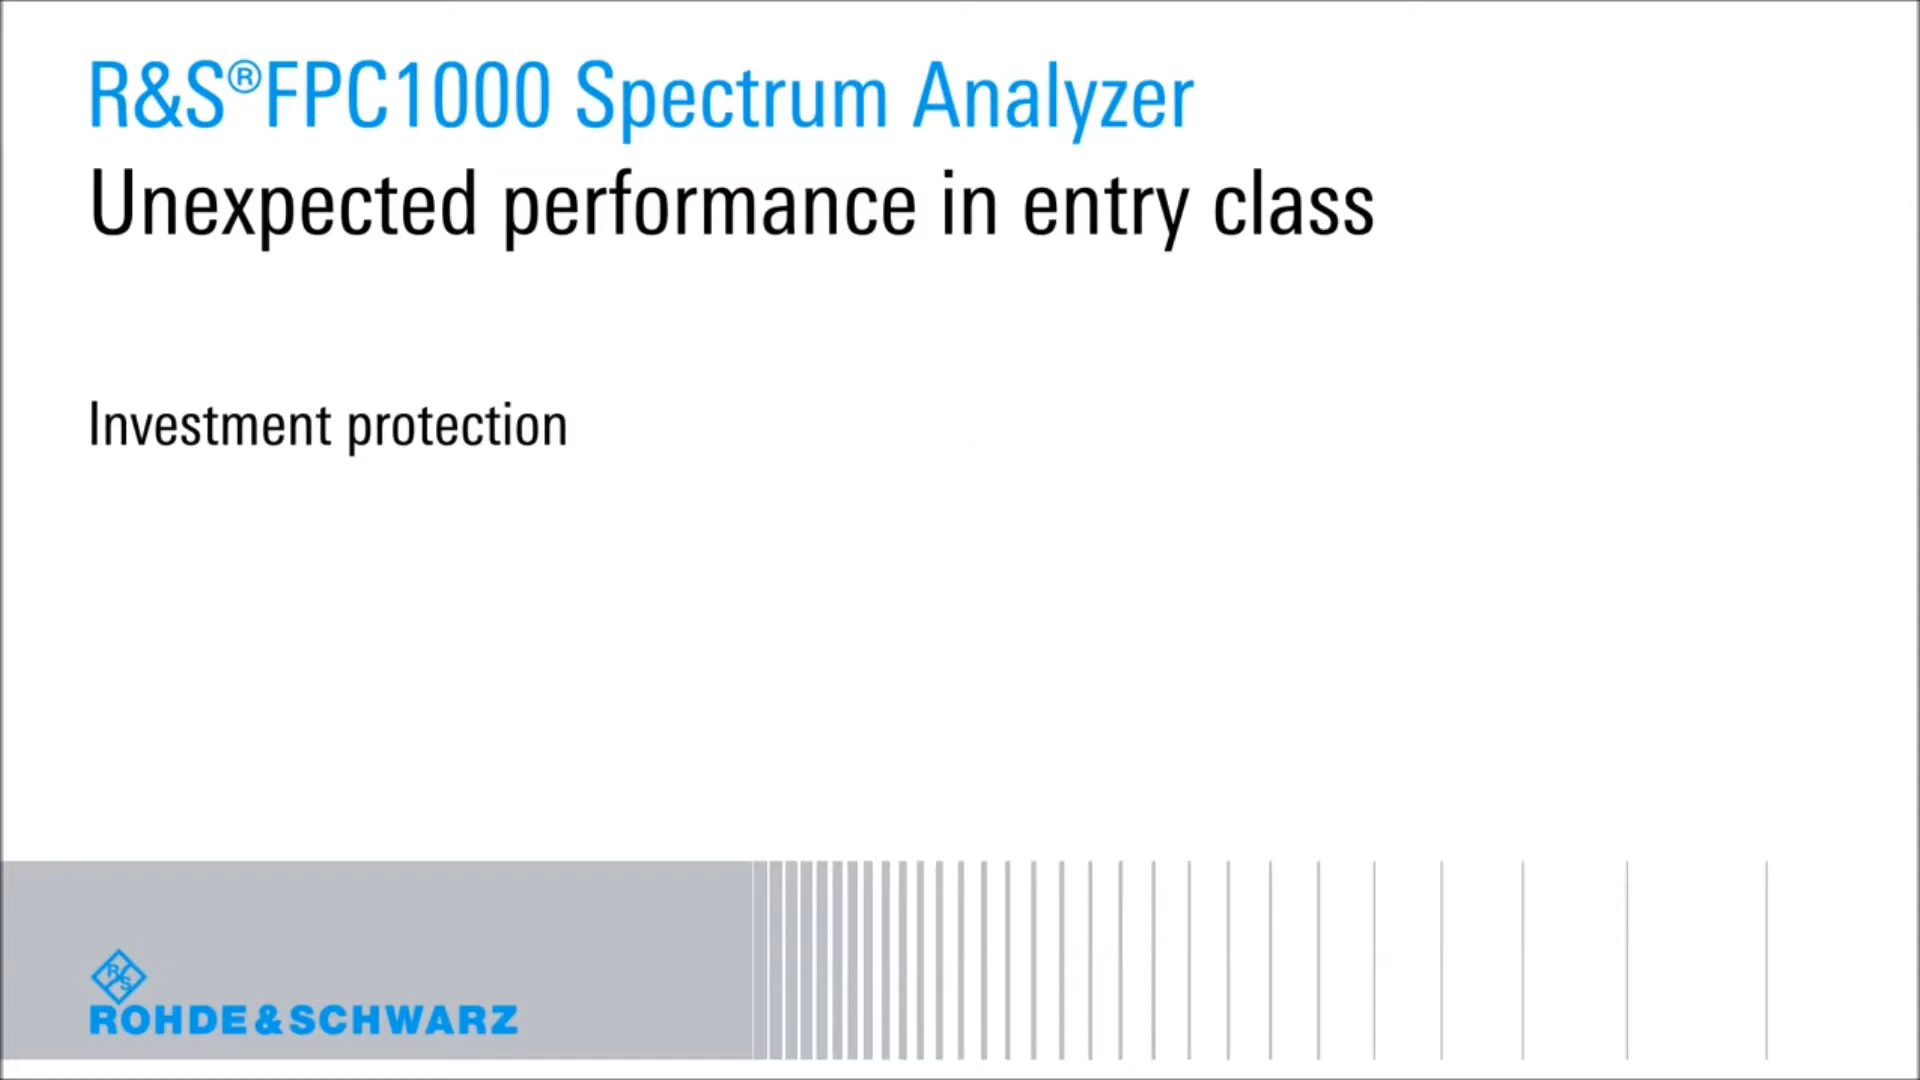 R&S®FPC1000 Spectrum Analyzer
Unexpected performance in entry class
Investment protection
R&S
ROHDE&SCHWARZ